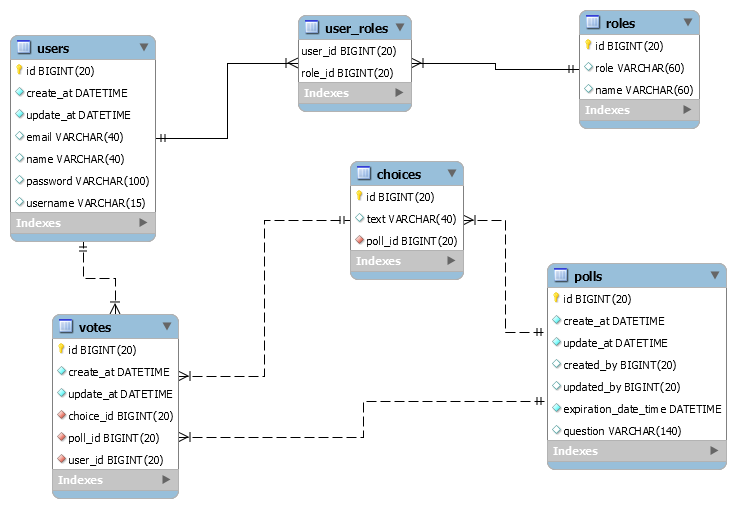 users
id BIGINT(20)
create_at DATETIME
update_at DATETIME
email VARCHAR(40)
name VARCHAR(40)
password VARCHAR(100)
username VARCHAR(15)
Indexes
user_roles
user_id BIGINT(20)
role_id BIGINT(20)
Indexes
roles
id BIGINT(20)
role VARCHAR(60)
name VARCHAR(60)
Indexes
choices
id BIGINT(20)
text VARCHAR(40)
poll_id BIGINT(20)
Indexes
votes
id BIGINT(20)
create_at DATETIME
update_at DATETIME
choice_id BIGINT(20)
poll_id BIGINT(20)
user_id BIGINT(20)
Indexes
polls
id BIGINT(20)
create_at DATETIME
update_at DATETIME
created_by BIGINT(20)
updated_by BIGINT(20)
expiration_date_time DATETIME
question VARCHAR(140)
Indexes